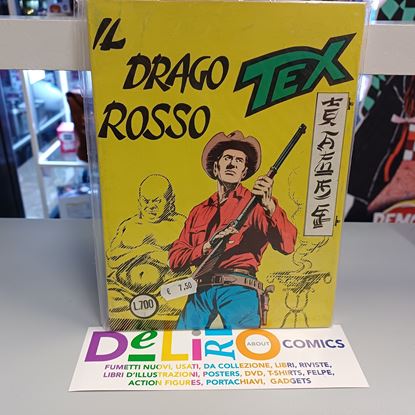 IL
DRAGO
ROSSO
TEX
L.700
€ 7,50
DeLiRiO
ABOUT
COMICS
FUMETTI NUOVI, USATI, DA COLLEZIONE, LIBRI, RIVISTE,
LIBRI D'ILLUSTRAZIONI, POSTERS, DVD, T-SHIRTS, FELPE,
ACTION FIGURES, PORTACHIAVI, GADGETS